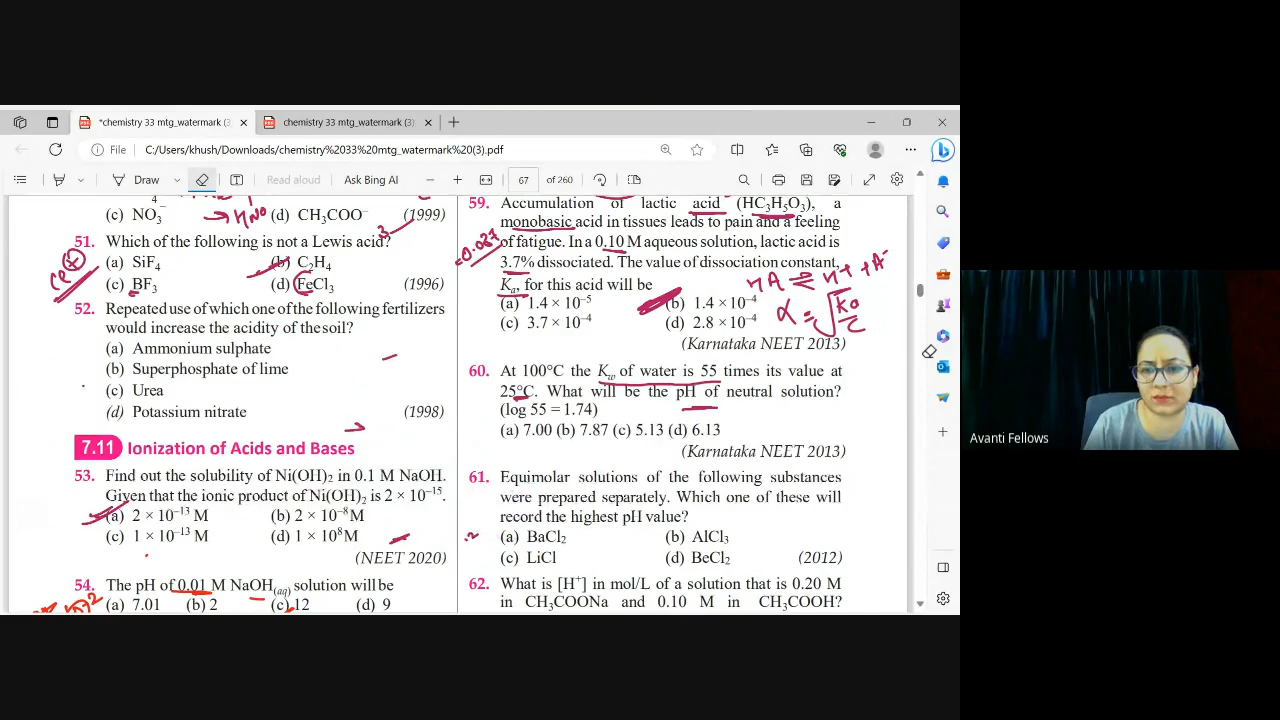 *chemistry 33 mtg_watermark (3)
chemistry 33 mtg_watermark (3)
File
C:/Users/khush/Downloads/chemistry%2033%20mtg_watermark%20(3).pdf
Draw
Read aloud
Ask Bing AI
67
of 260
4
(c) NO3 → HNO3 (d) CH3COO– (1999)
51. Which of the following is not a Lewis acid?
(a) SiF4 (b) C2H4
(c) BF3 (d) FeCl3 (1996)
52. Repeated use of which one of the following fertilizers
would increase the acidity of the soil?
(a) Ammonium sulphate
(b) Superphosphate of lime
(c) Urea
(d) Potassium nitrate (1998)
7.11 Ionization of Acids and Bases
53. Find out the solubility of Ni(OH)2 in 0.1 M NaOH.
Given that the ionic product of Ni(OH)2 is 2 × 10–15.
(a) 2 × 10–13 M (b) 2 × 10–8 M
(c) 1 × 10–13 M (d) 1 × 108 M
(NEET 2020)
54. The pH of 0.01 M NaOH(aq) solution will be
(a) 7.01 (b) 2 (c) 12 (d) 9
59. Accumulation of lactic acid (HC3H5O3), a
monobasic acid in tissues leads to pain and a feeling
of fatigue. In a 0.10 M aqueous solution, lactic acid is
3.7% dissociated. The value of dissociation constant,
Ka, for this acid will be
HA ⇌ H+ + A–
(a) 1.4 × 10–5 (b) 1.4 × 10–4
(c) 3.7 × 10–4 (d) 2.8 × 10–4
α = √Ka/C
(Karnataka NEET 2013)
60. At 100°C the Kw of water is 55 times its value at
25°C. What will be the pH of neutral solution?
(log 55 = 1.74)
(a) 7.00 (b) 7.87 (c) 5.13 (d) 6.13
(Karnataka NEET 2013)
61. Equimolar solutions of the following substances
were prepared separately. Which one of these will
record the highest pH value?
(a) BaCl2 (b) AlCl3
(c) LiCl (d) BeCl2 (2012)
62. What is [H+] in mol/L of a solution that is 0.20 M
in CH3COONa and 0.10 M in CH3COOH?
Avanti Fellows